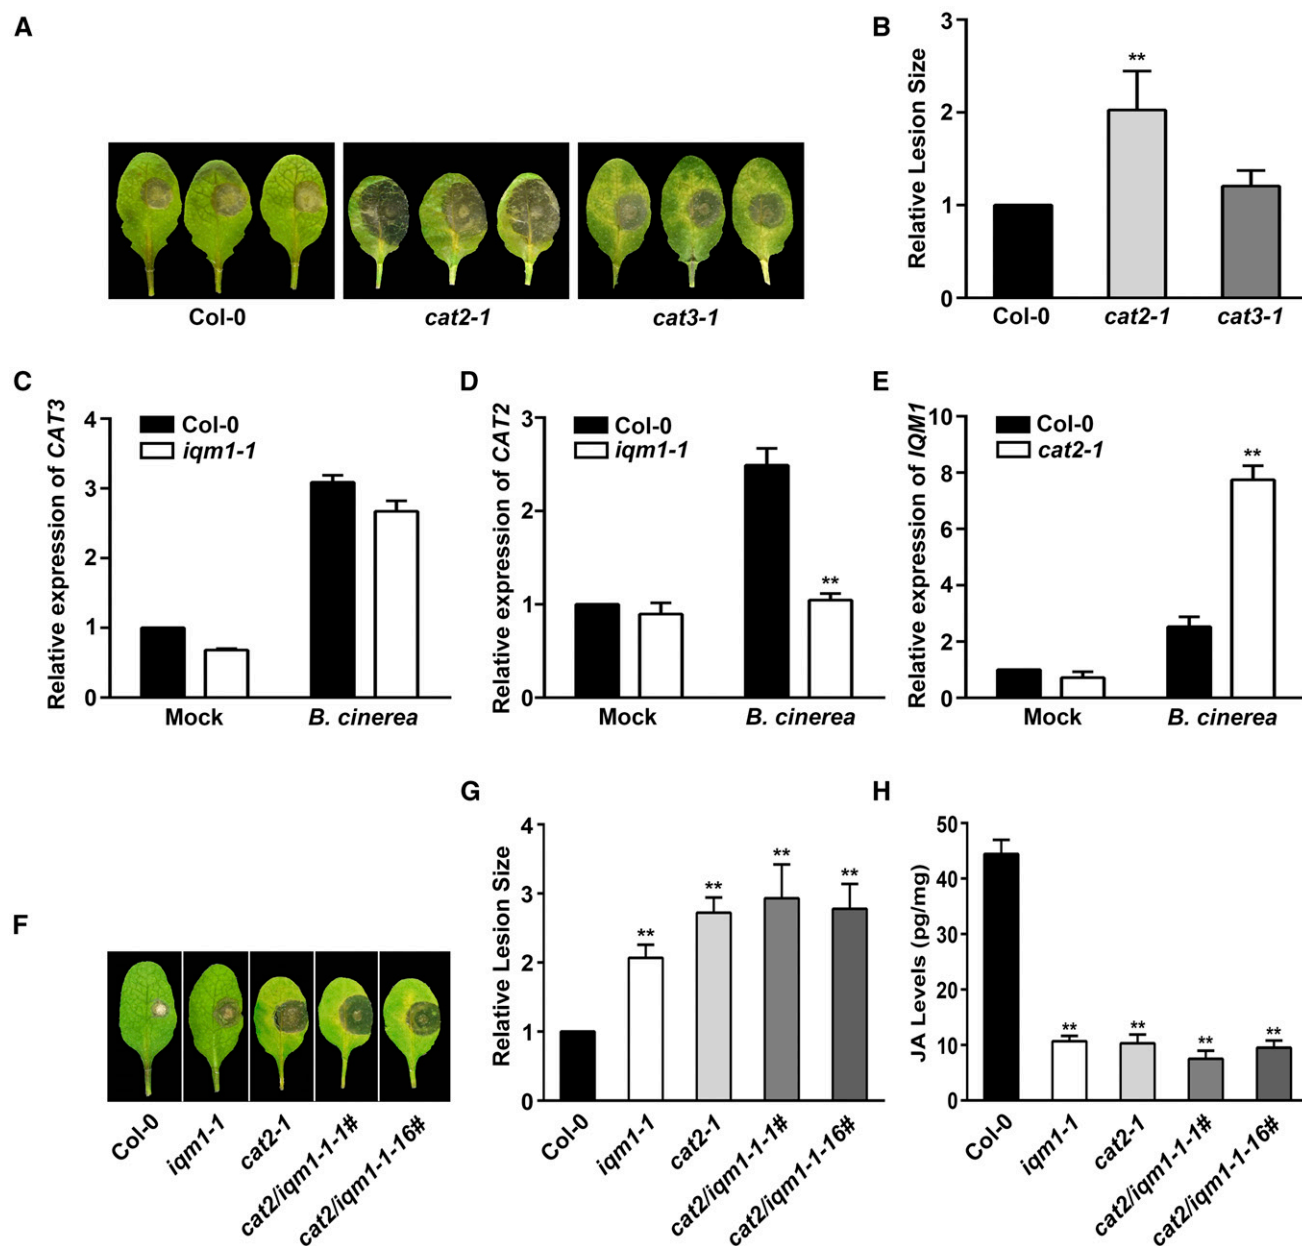 A
Col-0 cat2-1 cat3-1
B
Relative Lesion Size
3
2
1
0
**
Col-0 cat2-1 cat3-1
C
Relative expression of CAT3
4
3
2
1
0
Col-0
iqm1-1
Mock B. cinerea
D
Relative expression of CAT2
3
2
1
0
Col-0
iqm1-1
**
Mock B. cinerea
E
Relative expression of IQM1
10
8
6
4
2
0
Col-0
cat2-1
**
Mock B. cinerea
F
Col-0 iqm1-1 cat2-1 cat2/iqm1-1-1# cat2/iqm1-1-16#
G
Relative Lesion Size
4
3
2
1
0
** ** ** **
Col-0 iqm1-1 cat2-1 cat2/iqm1-1-1# cat2/iqm1-1-16#
H
JA Levels (pg/mg)
50
40
30
20
10
0
** ** ** **
Col-0 iqm1-1 cat2-1 cat2/iqm1-1-1# cat2/iqm1-1-16#